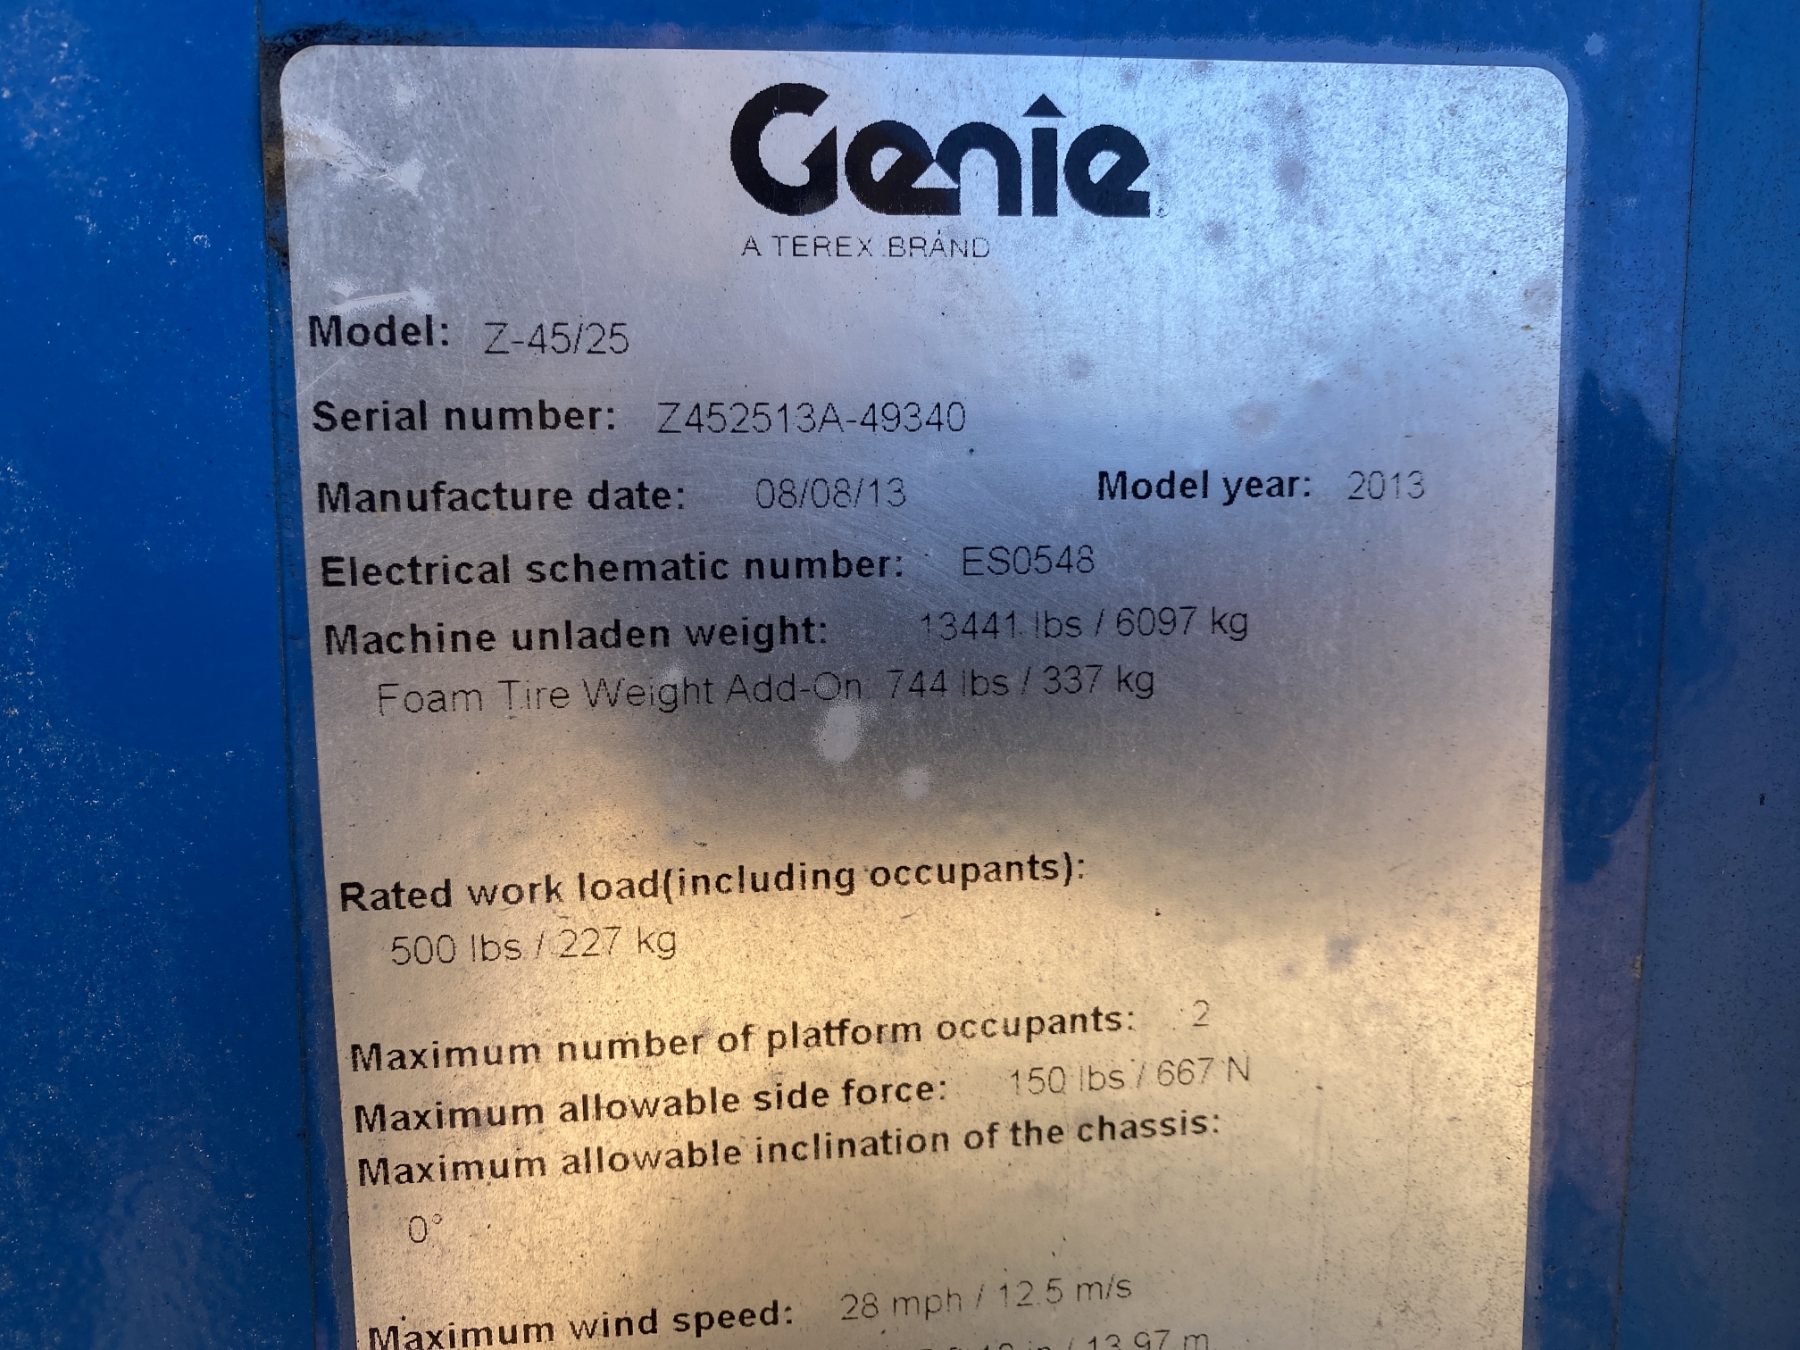 Genie
A TEREX BRAND
Model: Z-45/25
Serial number: Z452513A-49340
Manufacture date: 08/08/13 Model year: 2013
Electrical schematic number: ES0548
Machine unladen weight: 13441 lbs / 6097 kg
Foam Tire Weight Add-On: 744 lbs / 337 kg
Rated work load(including occupants):
500 lbs / 227 kg
Maximum number of platform occupants: 2
Maximum allowable side force: 150 lbs / 667 N
Maximum allowable inclination of the chassis:
0°
Maximum wind speed: 28 mph / 12.5 m/s
in / 13.97 m